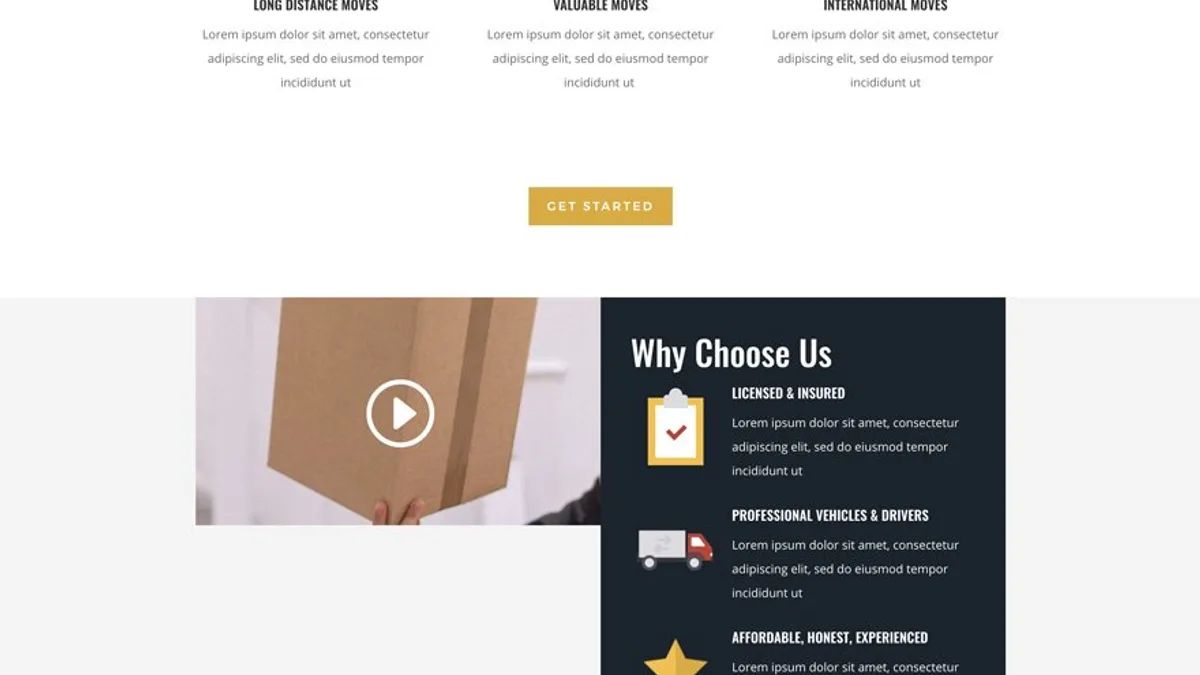 LONG DISTANCE MOVES
Lorem ipsum dolor sit amet, consectetur
adipiscing elit, sed do eiusmod tempor
incididunt ut
VALUABLE MOVES
Lorem ipsum dolor sit amet, consectetur
adipiscing elit, sed do eiusmod tempor
incididunt ut
INTERNATIONAL MOVES
Lorem ipsum dolor sit amet, consectetur
adipiscing elit, sed do eiusmod tempor
incididunt ut
GET STARTED
Why Choose Us
LICENSED & INSURED
Lorem ipsum dolor sit amet, consectetur
adipiscing elit, sed do eiusmod tempor
incididunt ut
PROFESSIONAL VEHICLES & DRIVERS
Lorem ipsum dolor sit amet, consectetur
adipiscing elit, sed do eiusmod tempor
incididunt ut
AFFORDABLE, HONEST, EXPERIENCED
Lorem ipsum dolor sit amet, consectetur